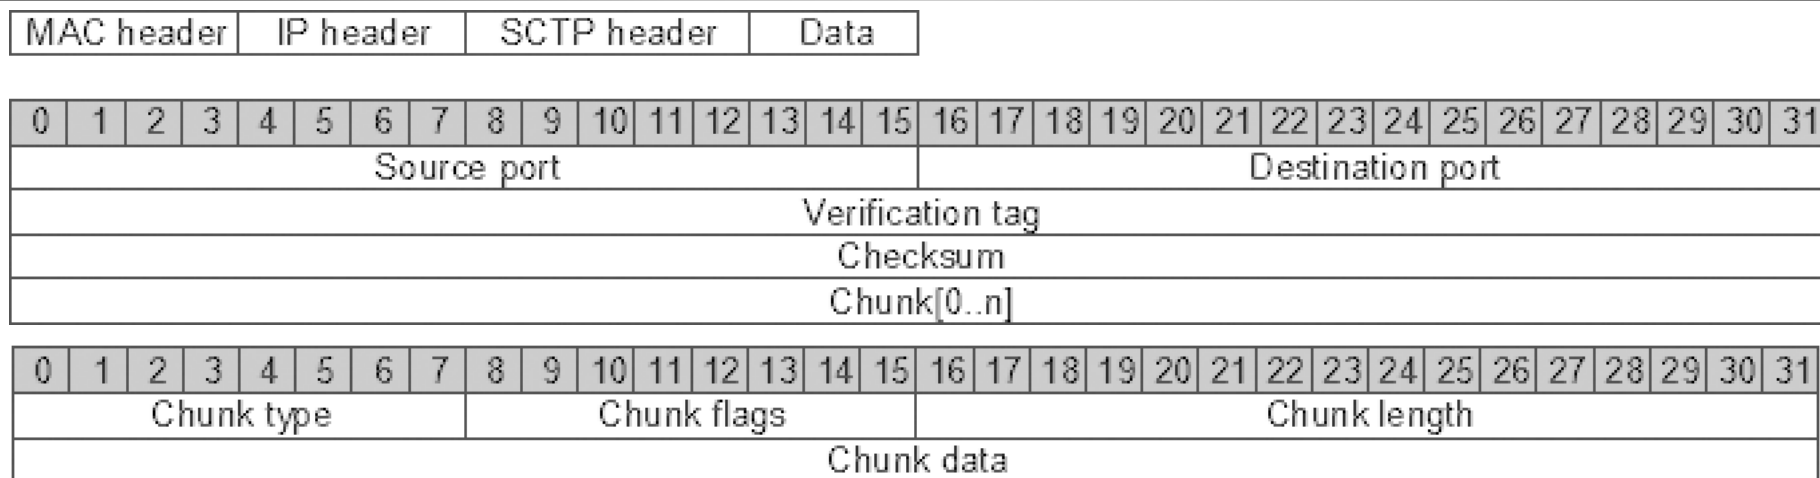 MAC header IP header SCTP header Data
0 1 2 3 4 5 6 7 8 9 10 11 12 13 14 15 16 17 18 19 20 21 22 23 24 25 26 27 28 29 30 31
Source port Destination port
Verification tag
Checksum
Chunk[0..n]
0 1 2 3 4 5 6 7 8 9 10 11 12 13 14 15 16 17 18 19 20 21 22 23 24 25 26 27 28 29 30 31
Chunk type Chunk flags Chunk length
Chunk data